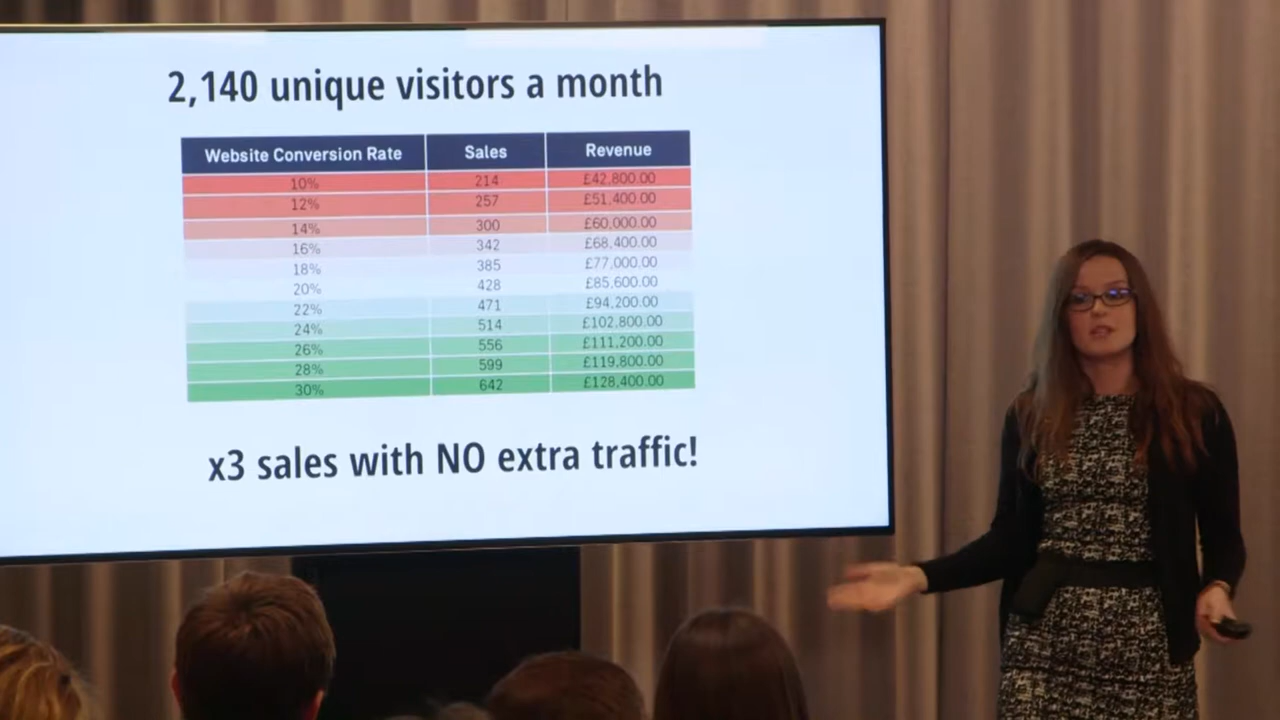 2,140 unique visitors a month
Website Conversion Rate Sales Revenue
10% 214 £42,800.00
12% 257 £51,400.00
14% 300 £60,000.00
16% 342 £68,400.00
18% 385 £77,000.00
20% 428 £85,600.00
22% 471 £94,200.00
24% 514 £102,800.00
26% 556 £111,200.00
28% 599 £119,800.00
30% 642 £128,400.00
x3 sales with NO extra traffic!